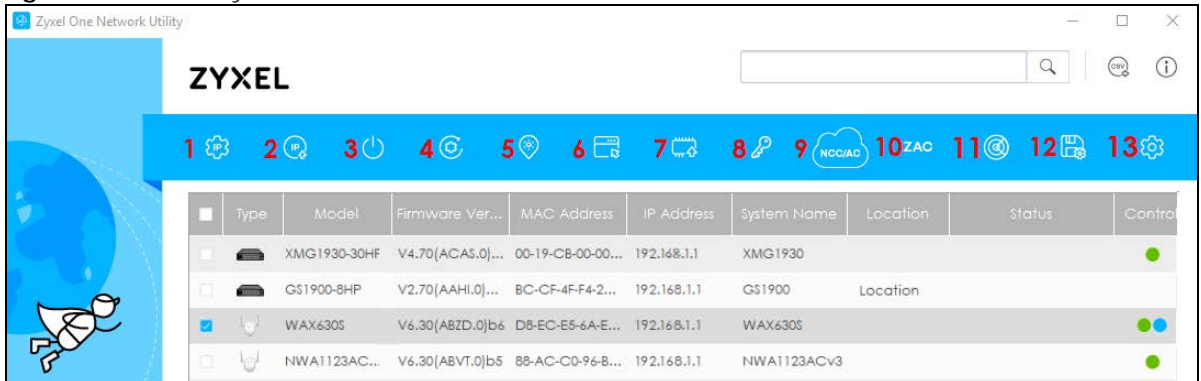 Zyxel One Network Utility
ZYXEL
CSV
1 IP 2 IP 3 4 5 6 7 8 9 NCC/AC 10 ZAC 11 12 13
Type Model Firmware Ver... MAC Address IP Address System Name Location Status Control
XMG1930-30HP V4.70(ACAS.0)... 00-19-CB-00-00... 192.168.1.1 XMG1930
GS1900-8HP V2.70(AAHI.0)... BC-CF-4F-F4-2... 192.168.1.1 GS1900 Location
WAX630S V6.30(ABZD.0)b6 D8-EC-E5-6A-E... 192.168.1.1 WAX630S
NWA1123AC... V6.30(ABVT.0)b5 88-AC-C0-96-B... 192.168.1.1 NWA1123ACv3